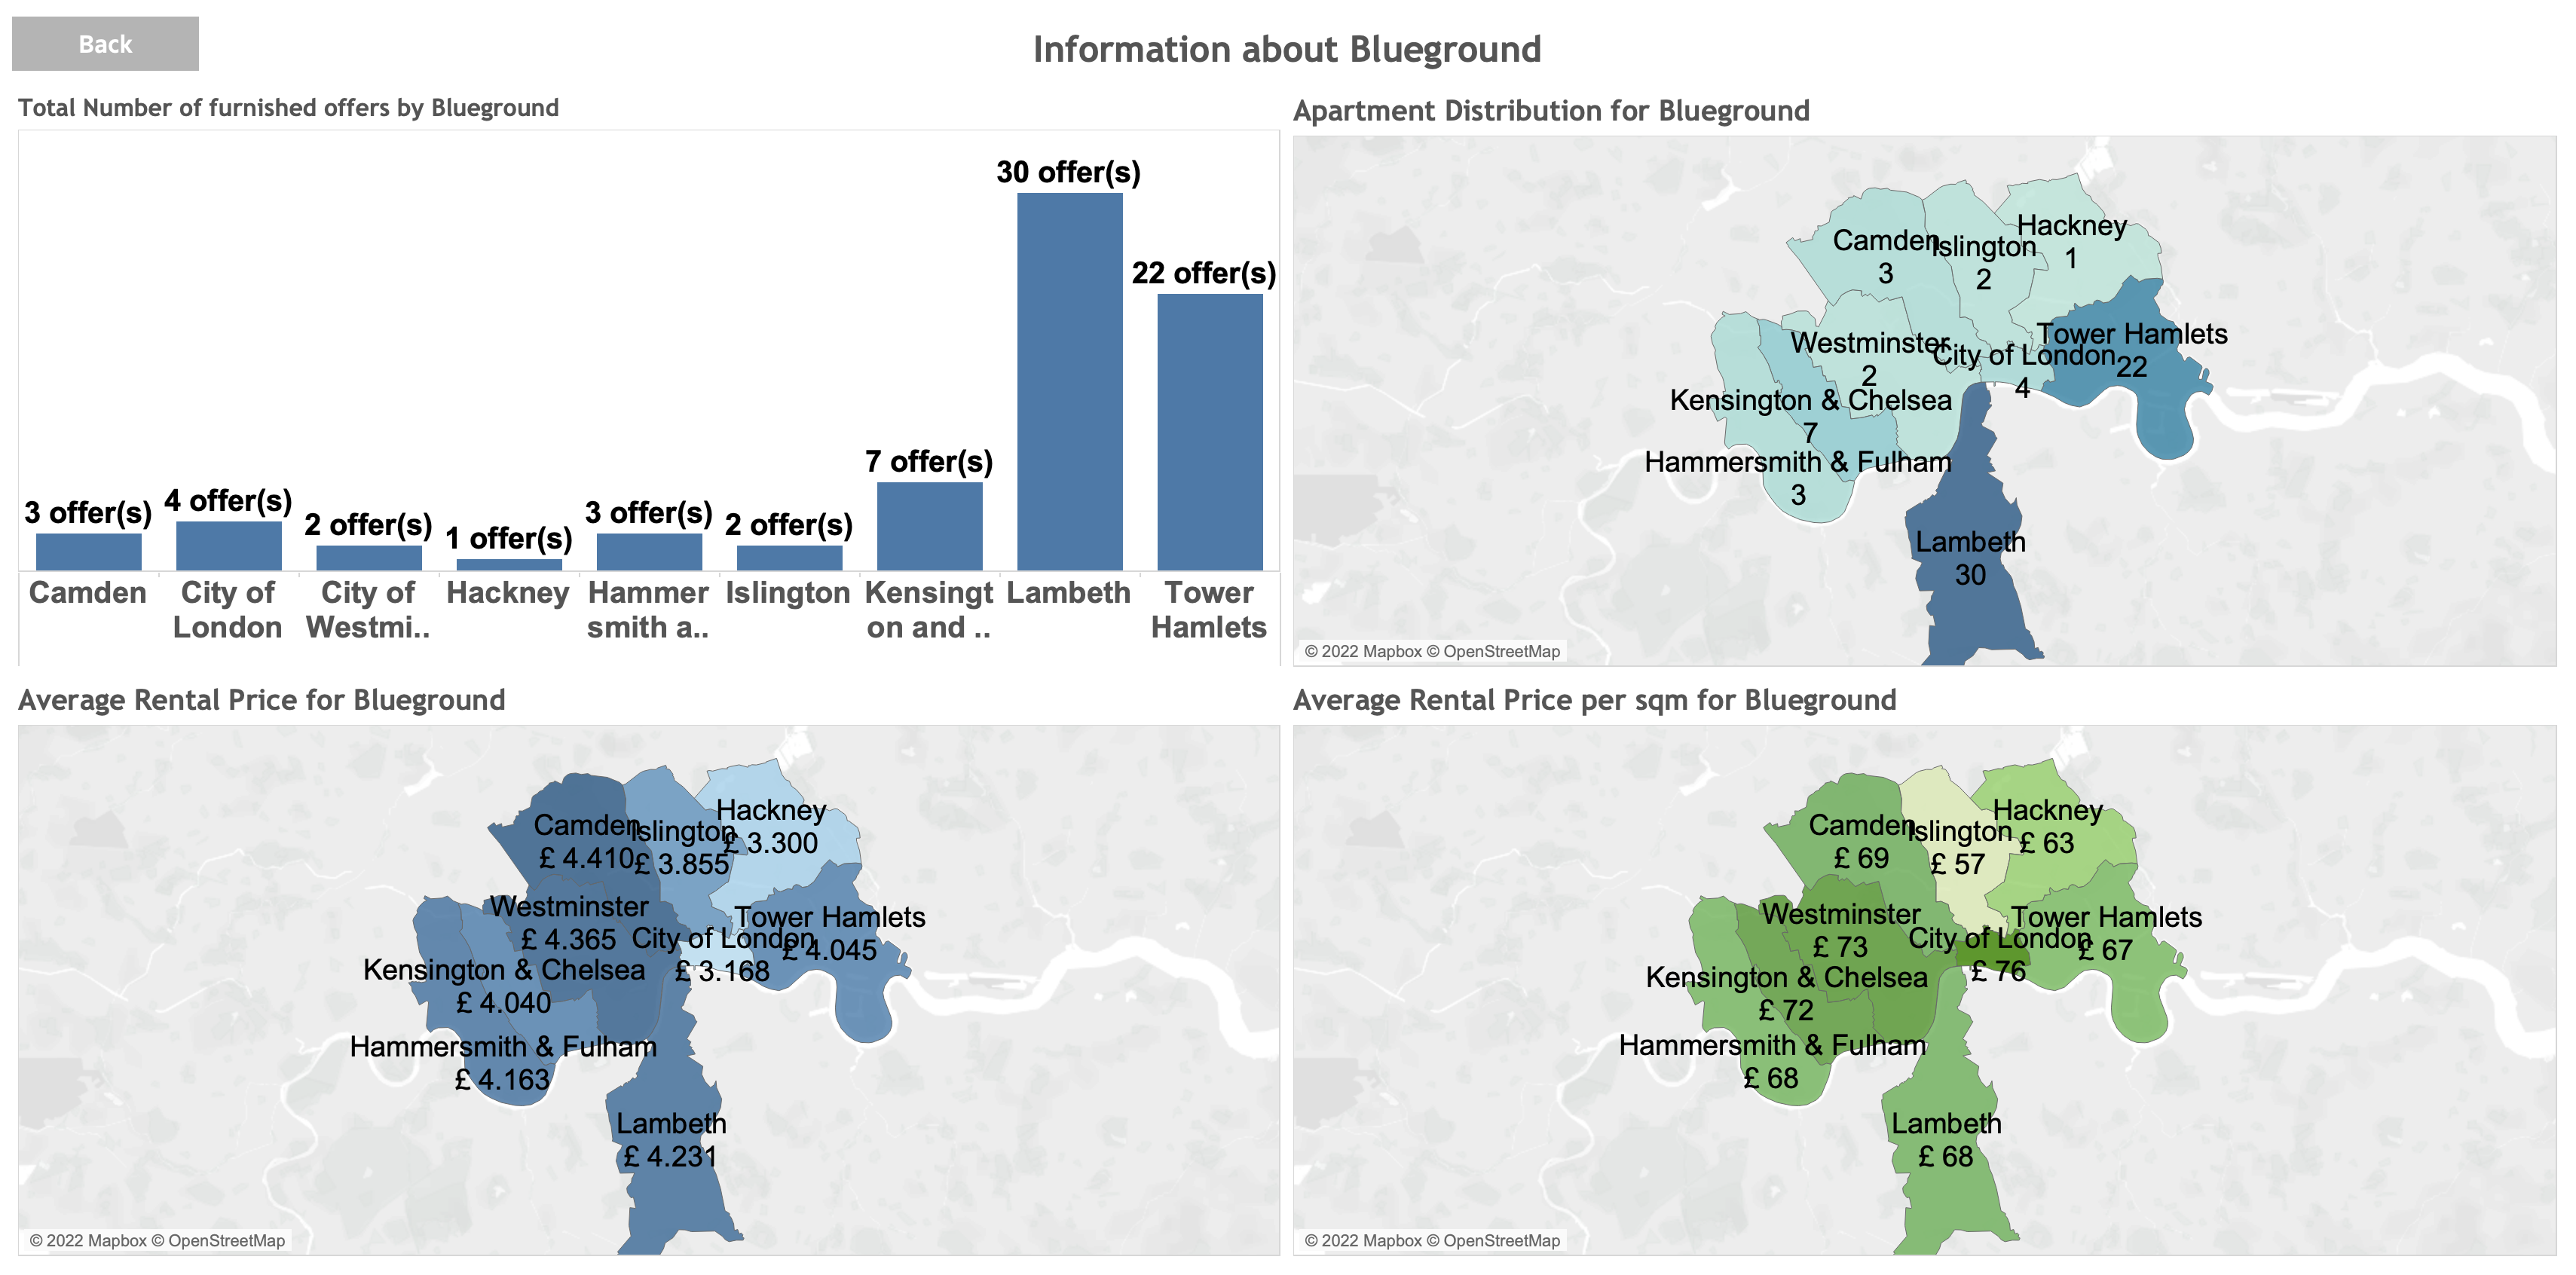 Back
Information about Blueground
Total Number of furnished offers by Blueground
30 offer(s)
22 offer(s)
7 offer(s)
3 offer(s)
4 offer(s)
2 offer(s)
1 offer(s)
3 offer(s)
2 offer(s)
Camden
City of
London
City of
Westmi..
Hackney
Hammer
smith a..
Islington
Kensingt
on and ..
Lambeth
Tower
Hamlets
Apartment Distribution for Blueground
Hackney
1
Camden
3
Islington
2
Tower Hamlets
22
Westminster
2
City of London
4
Kensington & Chelsea
7
Hammersmith & Fulham
3
Lambeth
30
© 2022 Mapbox © OpenStreetMap
Average Rental Price for Blueground
Hackney
£ 3.300
Camden
£ 4.410
Islington
£ 3.855
Westminster
£ 4.365
Tower Hamlets
£ 4.045
City of London
£ 3.168
Kensington & Chelsea
£ 4.040
Hammersmith & Fulham
£ 4.163
Lambeth
£ 4.231
© 2022 Mapbox © OpenStreetMap
Average Rental Price per sqm for Blueground
Hackney
£ 63
Camden
£ 69
Islington
£ 57
Westminster
£ 73
Tower Hamlets
£ 67
City of London
£ 76
Kensington & Chelsea
£ 72
Hammersmith & Fulham
£ 68
Lambeth
£ 68
© 2022 Mapbox © OpenStreetMap